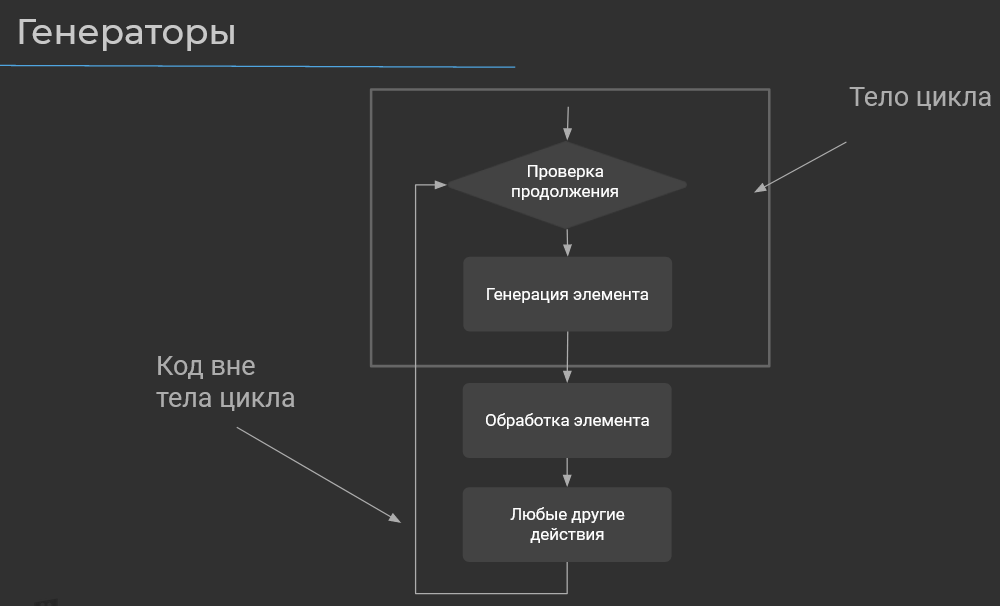 Генераторы
Тело цикла
Проверка
продолжения
Генерация элемента
Код вне
тела цикла
Обработка элемента
Любые другие
действия